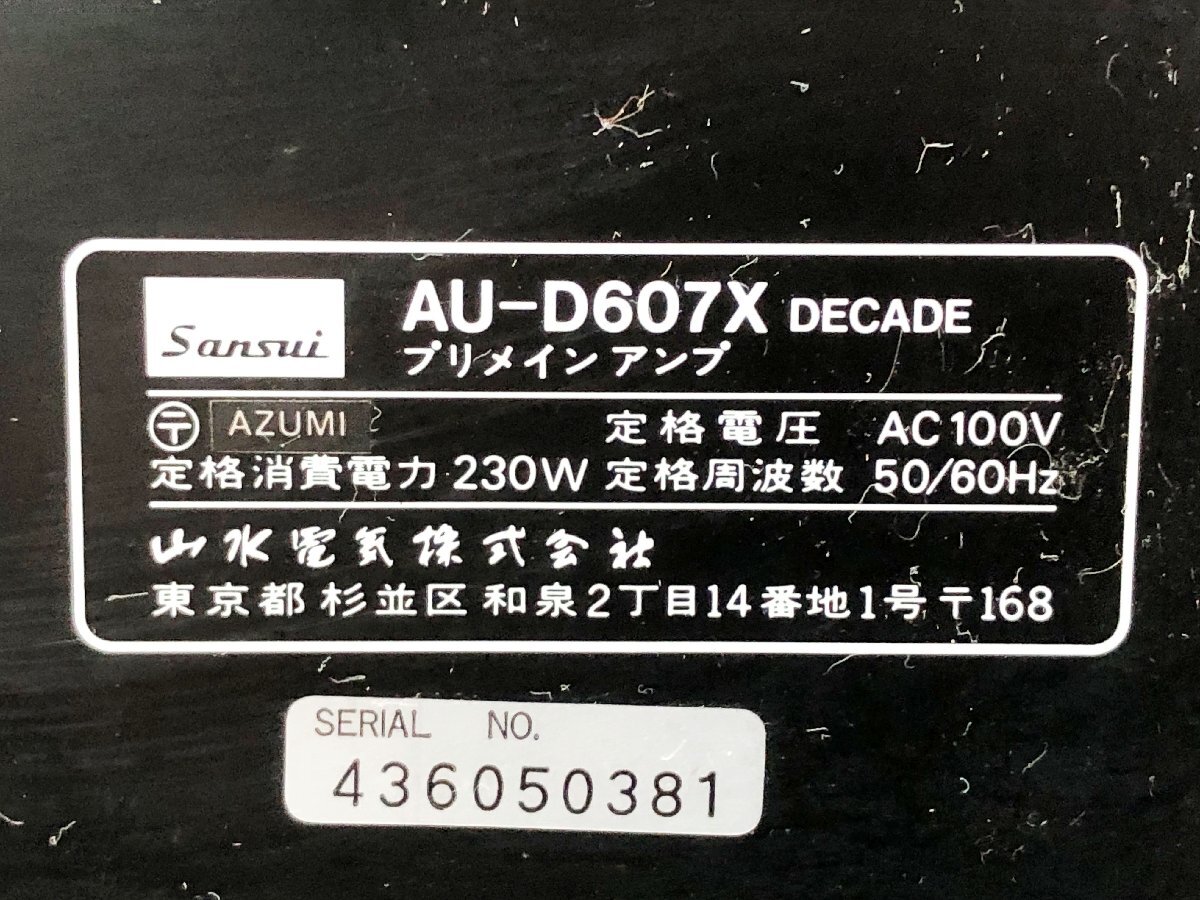 Sansui
AU-D607X DECADE
プリメイン アンプ
〒 AZUMI 定格電圧 AC 100V
定格消費電力 230W 定格周波数 50/60Hz
山水電気株式会社
東京都 杉並区 和泉2丁目14番地1号 〒168
SERIAL NO.
436050381